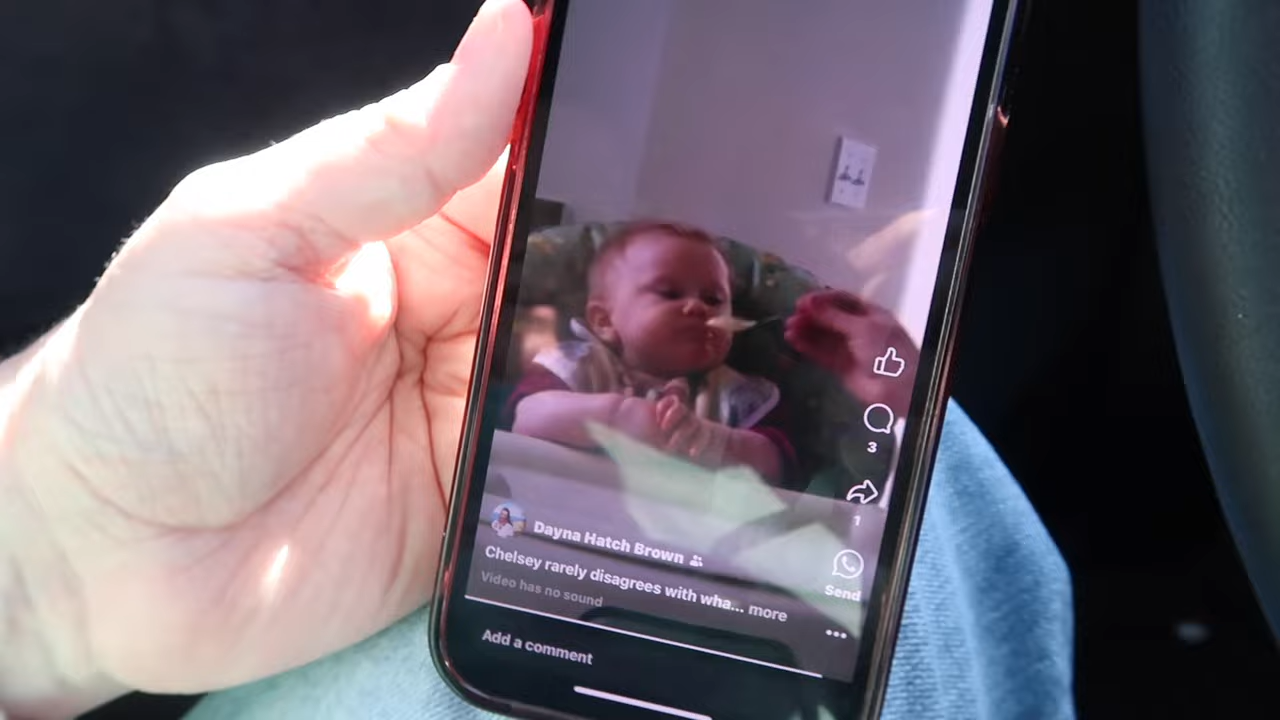 3
1
Dayna Hatch Brown
Chelsey rarely disagrees with wha... more
Send
Video has no sound
Add a comment